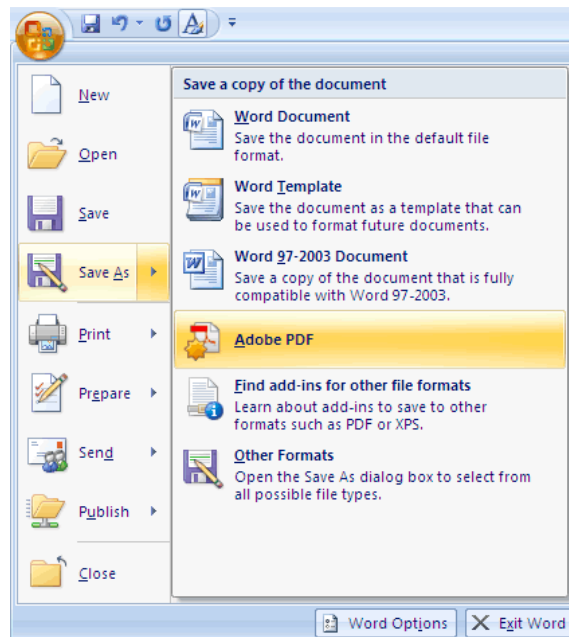 New
Open
Save
Save As
Print
Prepare
Send
Publish
Close
Save a copy of the document
Word Document
Save the document in the default file
format.
Word Template
Save the document as a template that can
be used to format future documents.
Word 97-2003 Document
Save a copy of the document that is fully
compatible with Word 97-2003.
Adobe PDF
Find add-ins for other file formats
Learn about add-ins to save to other
formats such as PDF or XPS.
Other Formats
Open the Save As dialog box to select from
all possible file types.
Word Options
Exit Word